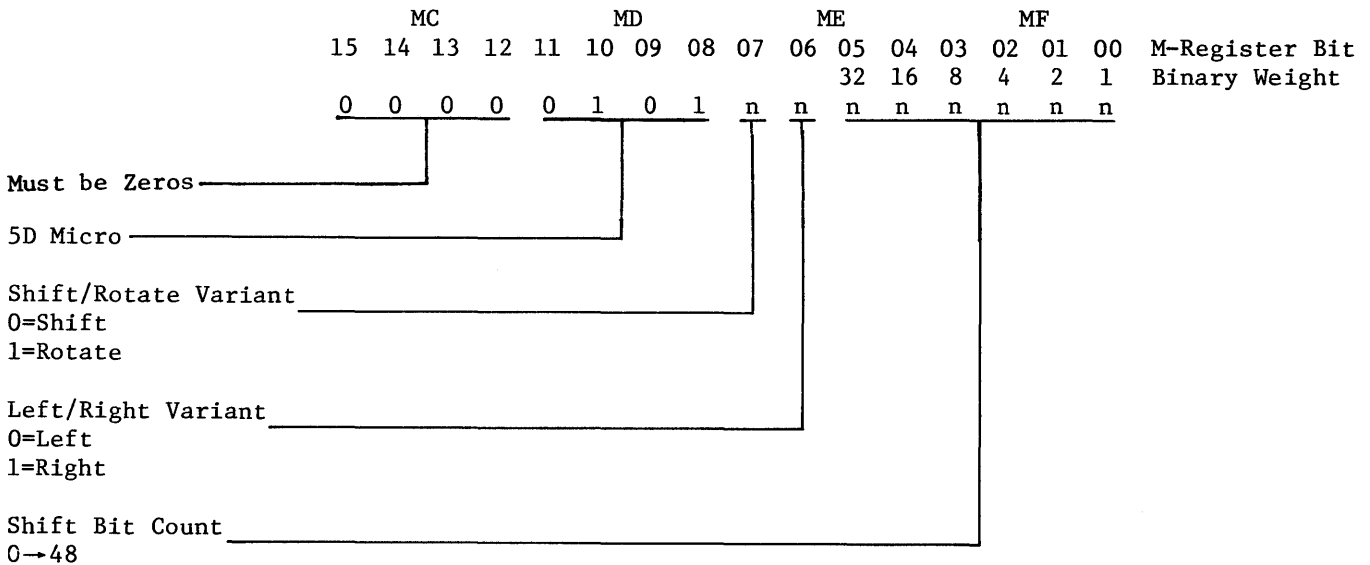 MC MD ME MF
15 14 13 12 11 10 09 08 07 06 05 04 03 02 01 00 M-Register Bit
32 16 8 4 2 1 Binary Weight
0 0 0 0 0 1 0 1 n n n n n n n n
Must be Zeros
5D Micro
Shift/Rotate Variant
0=Shift
1=Rotate
Left/Right Variant
0=Left
1=Right
Shift Bit Count
0→48